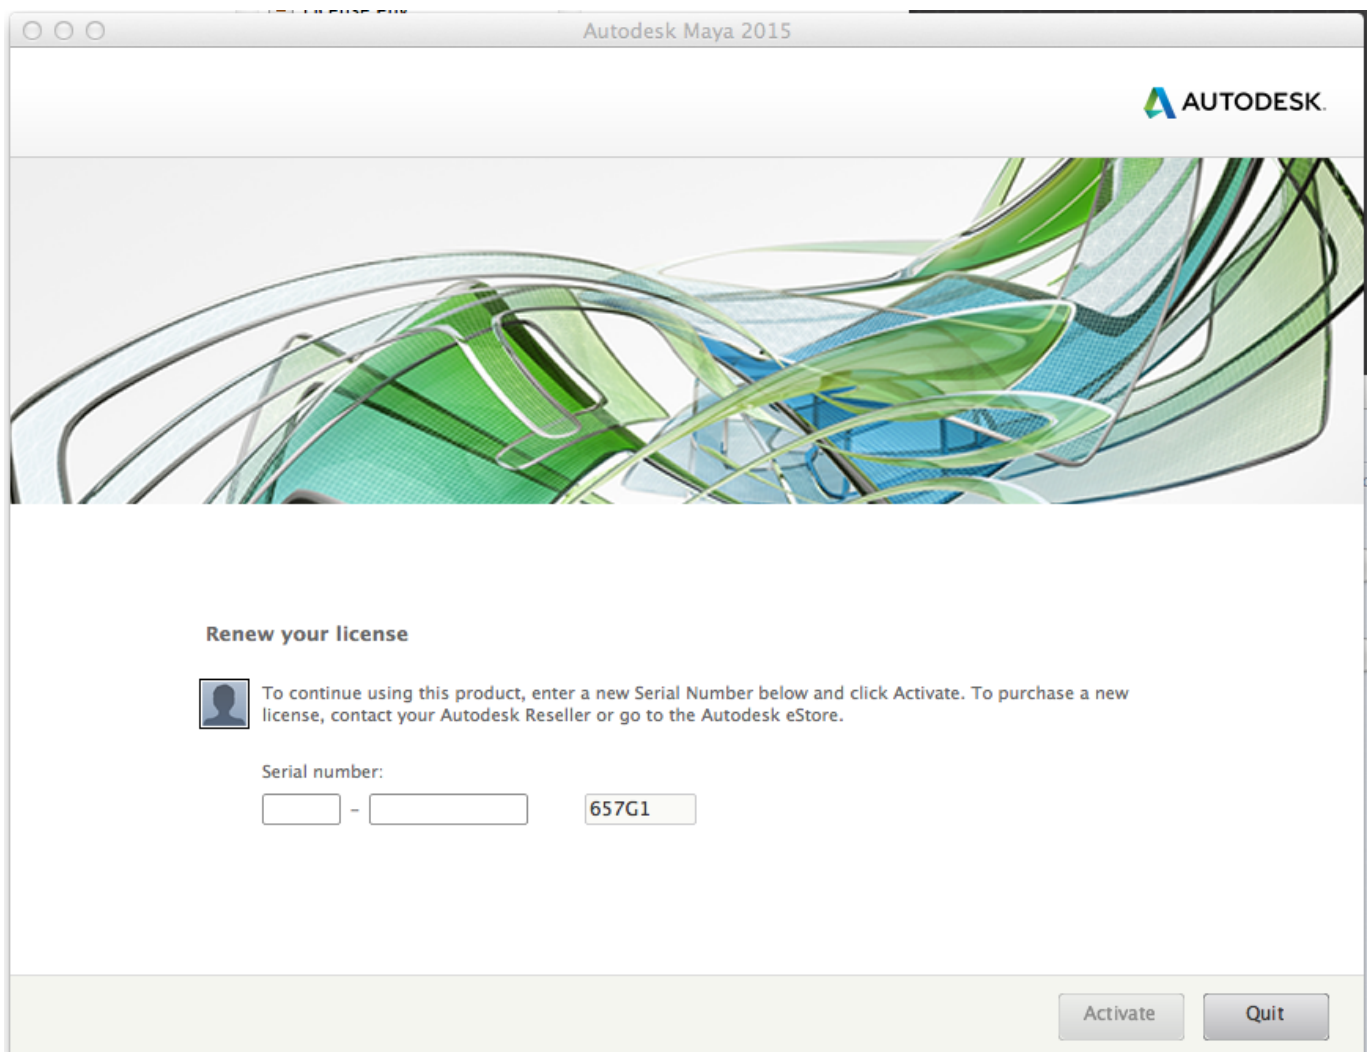 Autodesk Maya 2015
AUTODESK.
Renew your license
To continue using this product, enter a new Serial Number below and click Activate. To purchase a new
license, contact your Autodesk Reseller or go to the Autodesk eStore.
Serial number:
– 657G1
Activate Quit